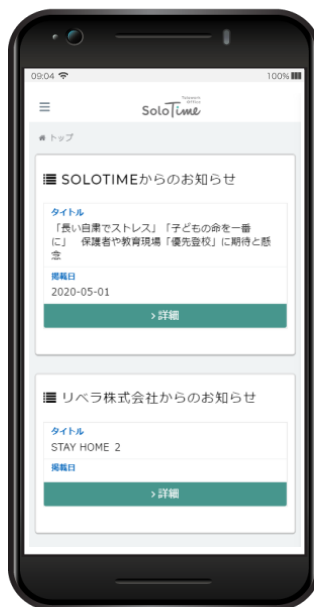 09:04
100%
Telework
Office
SoloTime
トップ
SOLOTIMEからのお知らせ
タイトル
「長い自粛でストレス」「子どもの命を一番
に」　保護者や教育現場「優先登校」に期待と懸
念
掲載日
2020-05-01
›詳細
リベラ株式会社からのお知らせ
タイトル
STAY HOME 2
掲載日
›詳細